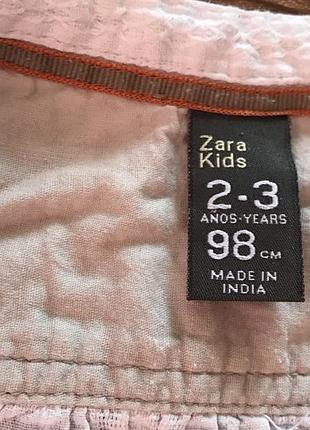 Zara
Kids
2-3
AÑOS-YEARS
98 CM
MADE IN
INDIA